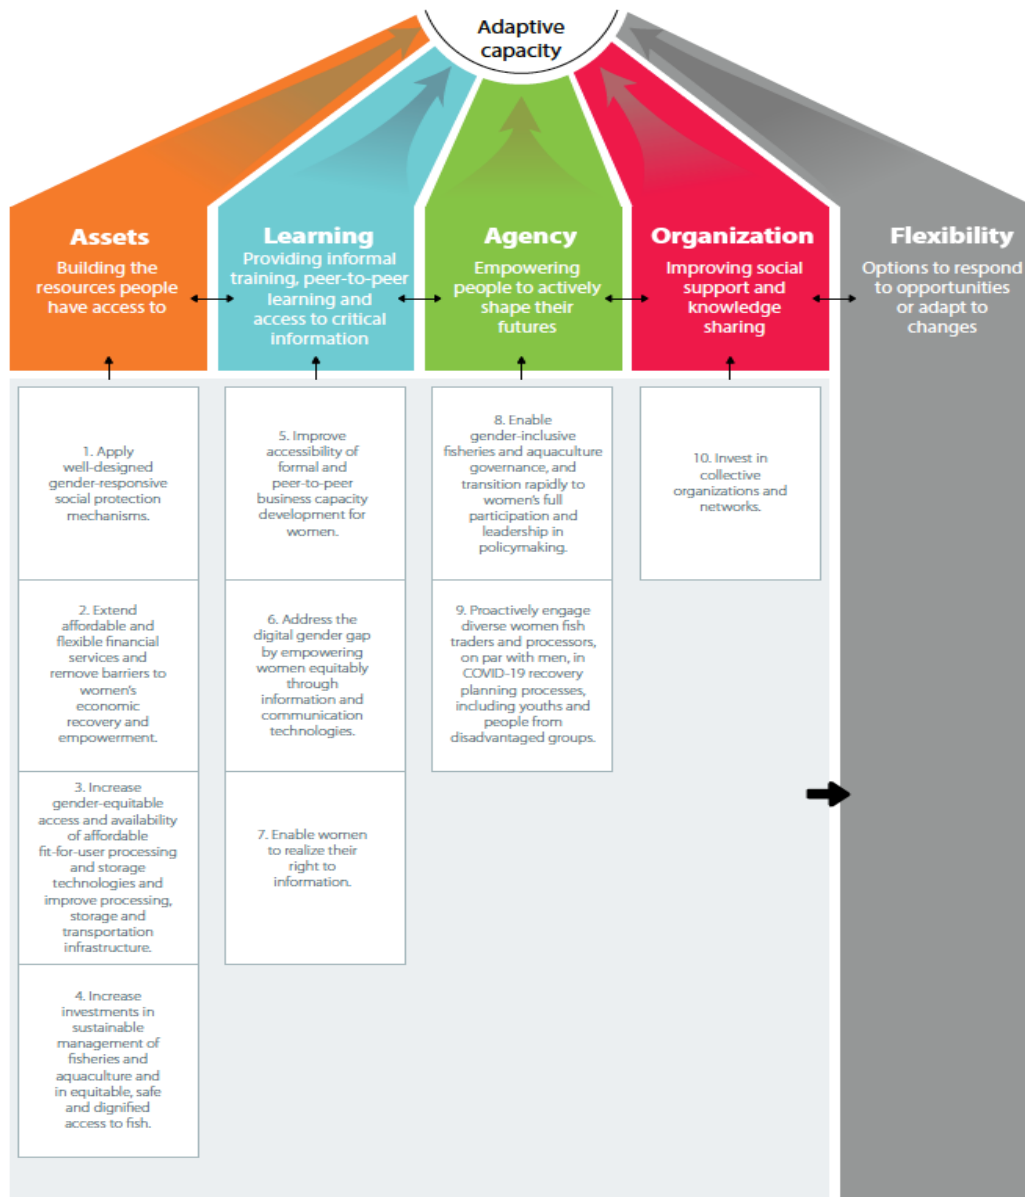 Adaptive
capacity
Assets
Building the
resources people
have access to
Learning
Providing informal
training, peer-to-peer
learning and
access to critical
information
Agency
Empowering
people to actively
shape their
futures
Organization
Improving social
support and
knowledge
sharing
Flexibility
Options to respond
to opportunities
or adapt to
changes
1. Apply
well-designed
gender-responsive
social protection
mechanisms.
2. Extend
affordable and
flexible financial
services and
remove barriers to
women's
economic
recovery and
empowerment.
3. Increase
gender-equitable
access and availability
of affordable
fit-for-user processing
and storage
technologies and
improve processing,
storage and
transportation
infrastructure.
4. Increase
investments in
sustainable
management of
fisheries and
aquaculture and
in equitable, safe
and dignified
access to fish.
5. Improve
accessibility of
formal and
peer-to-peer
business capacity
development for
women.
6. Address the
digital gender gap
by empowering
women equitably
through
information and
communication
technologies.
7. Enable women
to realize their
right to
information.
8. Enable
gender-inclusive
fisheries and aquaculture
governance, and
transition rapidly to
women's full
participation and
leadership in
policymaking.
9. Proactively engage
diverse women fish
traders and processors,
on par with men, in
COVID-19 recovery
planning processes,
including youths and
people from
disadvantaged groups.
10. Invest in
collective
organizations and
networks.